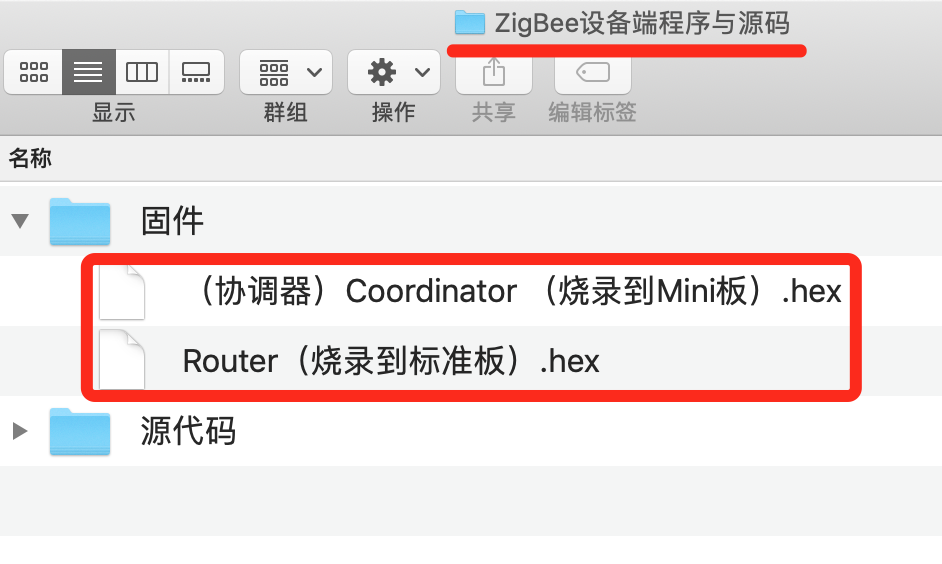 ZigBee设备端程序与源码
显示 群组 操作 共享 编辑标签
名称
固件
（协调器）Coordinator （烧录到Mini板）.hex
Router（烧录到标准板）.hex
源代码